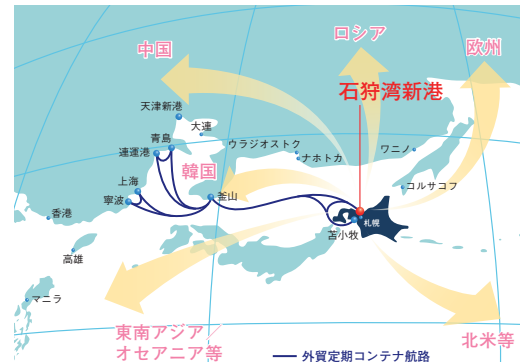 ロシア
中国
欧州
石狩湾新港
天津新港
大連
青島
連運港
ウラジオストク
ナホトカ
ワニノ
韓国
上海
寧波
釜山
コルサコフ
香港
札幌
苫小牧
高雄
マニラ
東南アジア
オセアニア等
北米等
外貿定期コンテナ航路